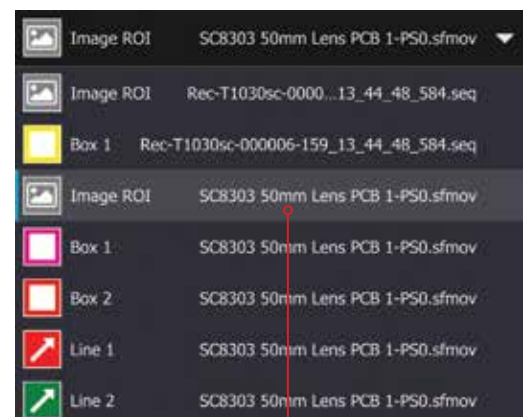 Image ROI SC8303 50mm Lens PCB 1-PS0.sfmov
Image ROI Rec-T1030sc-0000...13_44_48_584.seq
Box 1 Rec-T1030sc-000006-159_13_44_48_584.seq
Image ROI SC8303 50mm Lens PCB 1-PS0.sfmov
Box 1 SC8303 50mm Lens PCB 1-PS0.sfmov
Box 2 SC8303 50mm Lens PCB 1-PS0.sfmov
Line 1 SC8303 50mm Lens PCB 1-PS0.sfmov
Line 2 SC8303 50mm Lens PCB 1-PS0.sfmov